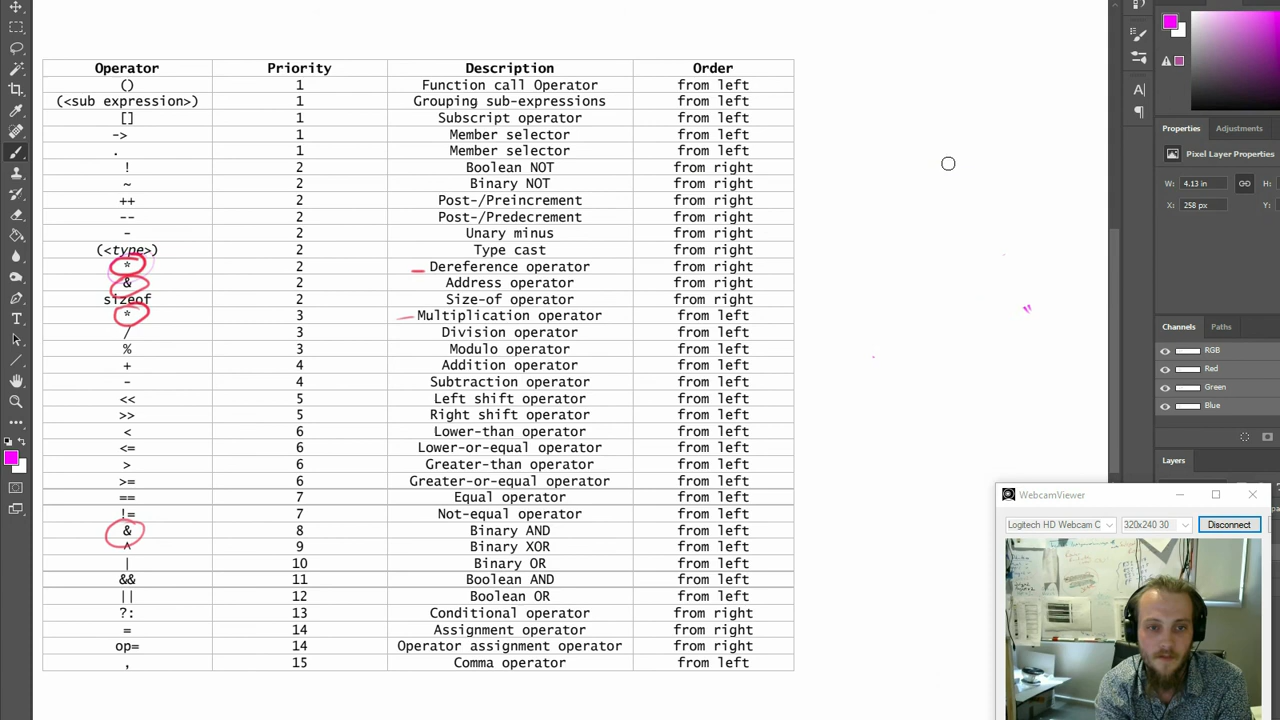 Operator Priority Description Order
() 1 Function call Operator from left
(<sub expression>) 1 Grouping sub-expressions from left
[] 1 Subscript operator from left
-> 1 Member selector from left
. 1 Member selector from left
! 2 Boolean NOT from right
~ 2 Binary NOT from right
++ 2 Post-/Preincrement from right
-- 2 Post-/Predecrement from right
- 2 Unary minus from right
(<type>) 2 Type cast from right
* 2 Dereference operator from right
& 2 Address operator from right
sizeof 2 Size-of operator from right
* 3 Multiplication operator from left
/ 3 Division operator from left
% 3 Modulo operator from left
+ 4 Addition operator from left
- 4 Subtraction operator from left
<< 5 Left shift operator from left
>> 5 Right shift operator from left
< 6 Lower-than operator from left
<= 6 Lower-or-equal operator from left
> 6 Greater-than operator from left
>= 6 Greater-or-equal operator from left
== 7 Equal operator from left
!= 7 Not-equal operator from left
& 8 Binary AND from left
^ 9 Binary XOR from left
| 10 Binary OR from left
&& 11 Boolean AND from left
|| 12 Boolean OR from left
?: 13 Conditional operator from right
= 14 Assignment operator from right
op= 14 Operator assignment operator from right
, 15 Comma operator from left
Properties Adjustments
Pixel Layer Properties
W: 4.13 in H:
X: 258 px Y:
Channels Paths
RGB
Red
Green
Blue
Layers
WebcamViewer
Logitech HD Webcam C 320x240 30 Disconnect